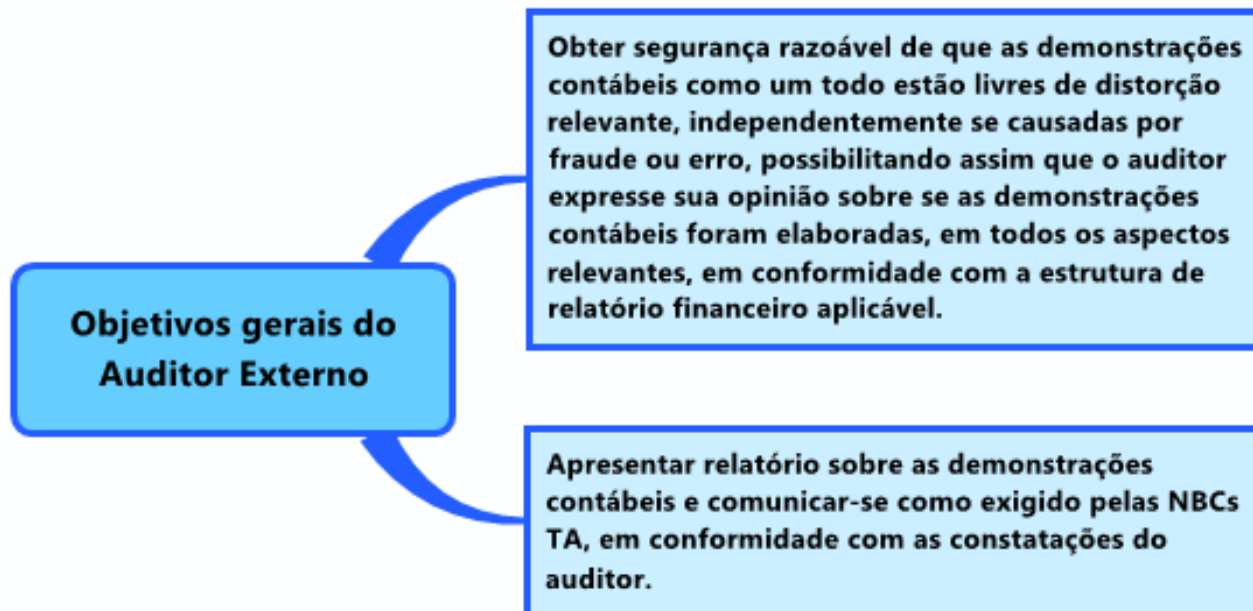 Objetivos gerais do
Auditor Externo
Obter segurança razoável de que as demonstrações
contábeis como um todo estão livres de distorção
relevante, independentemente se causadas por
fraude ou erro, possibilitando assim que o auditor
expresse sua opinião sobre se as demonstrações
contábeis foram elaboradas, em todos os aspectos
relevantes, em conformidade com a estrutura de
relatório financeiro aplicável.
Apresentar relatório sobre as demonstrações
contábeis e comunicar-se como exigido pelas NBCs
TA, em conformidade com as constatações do
auditor.